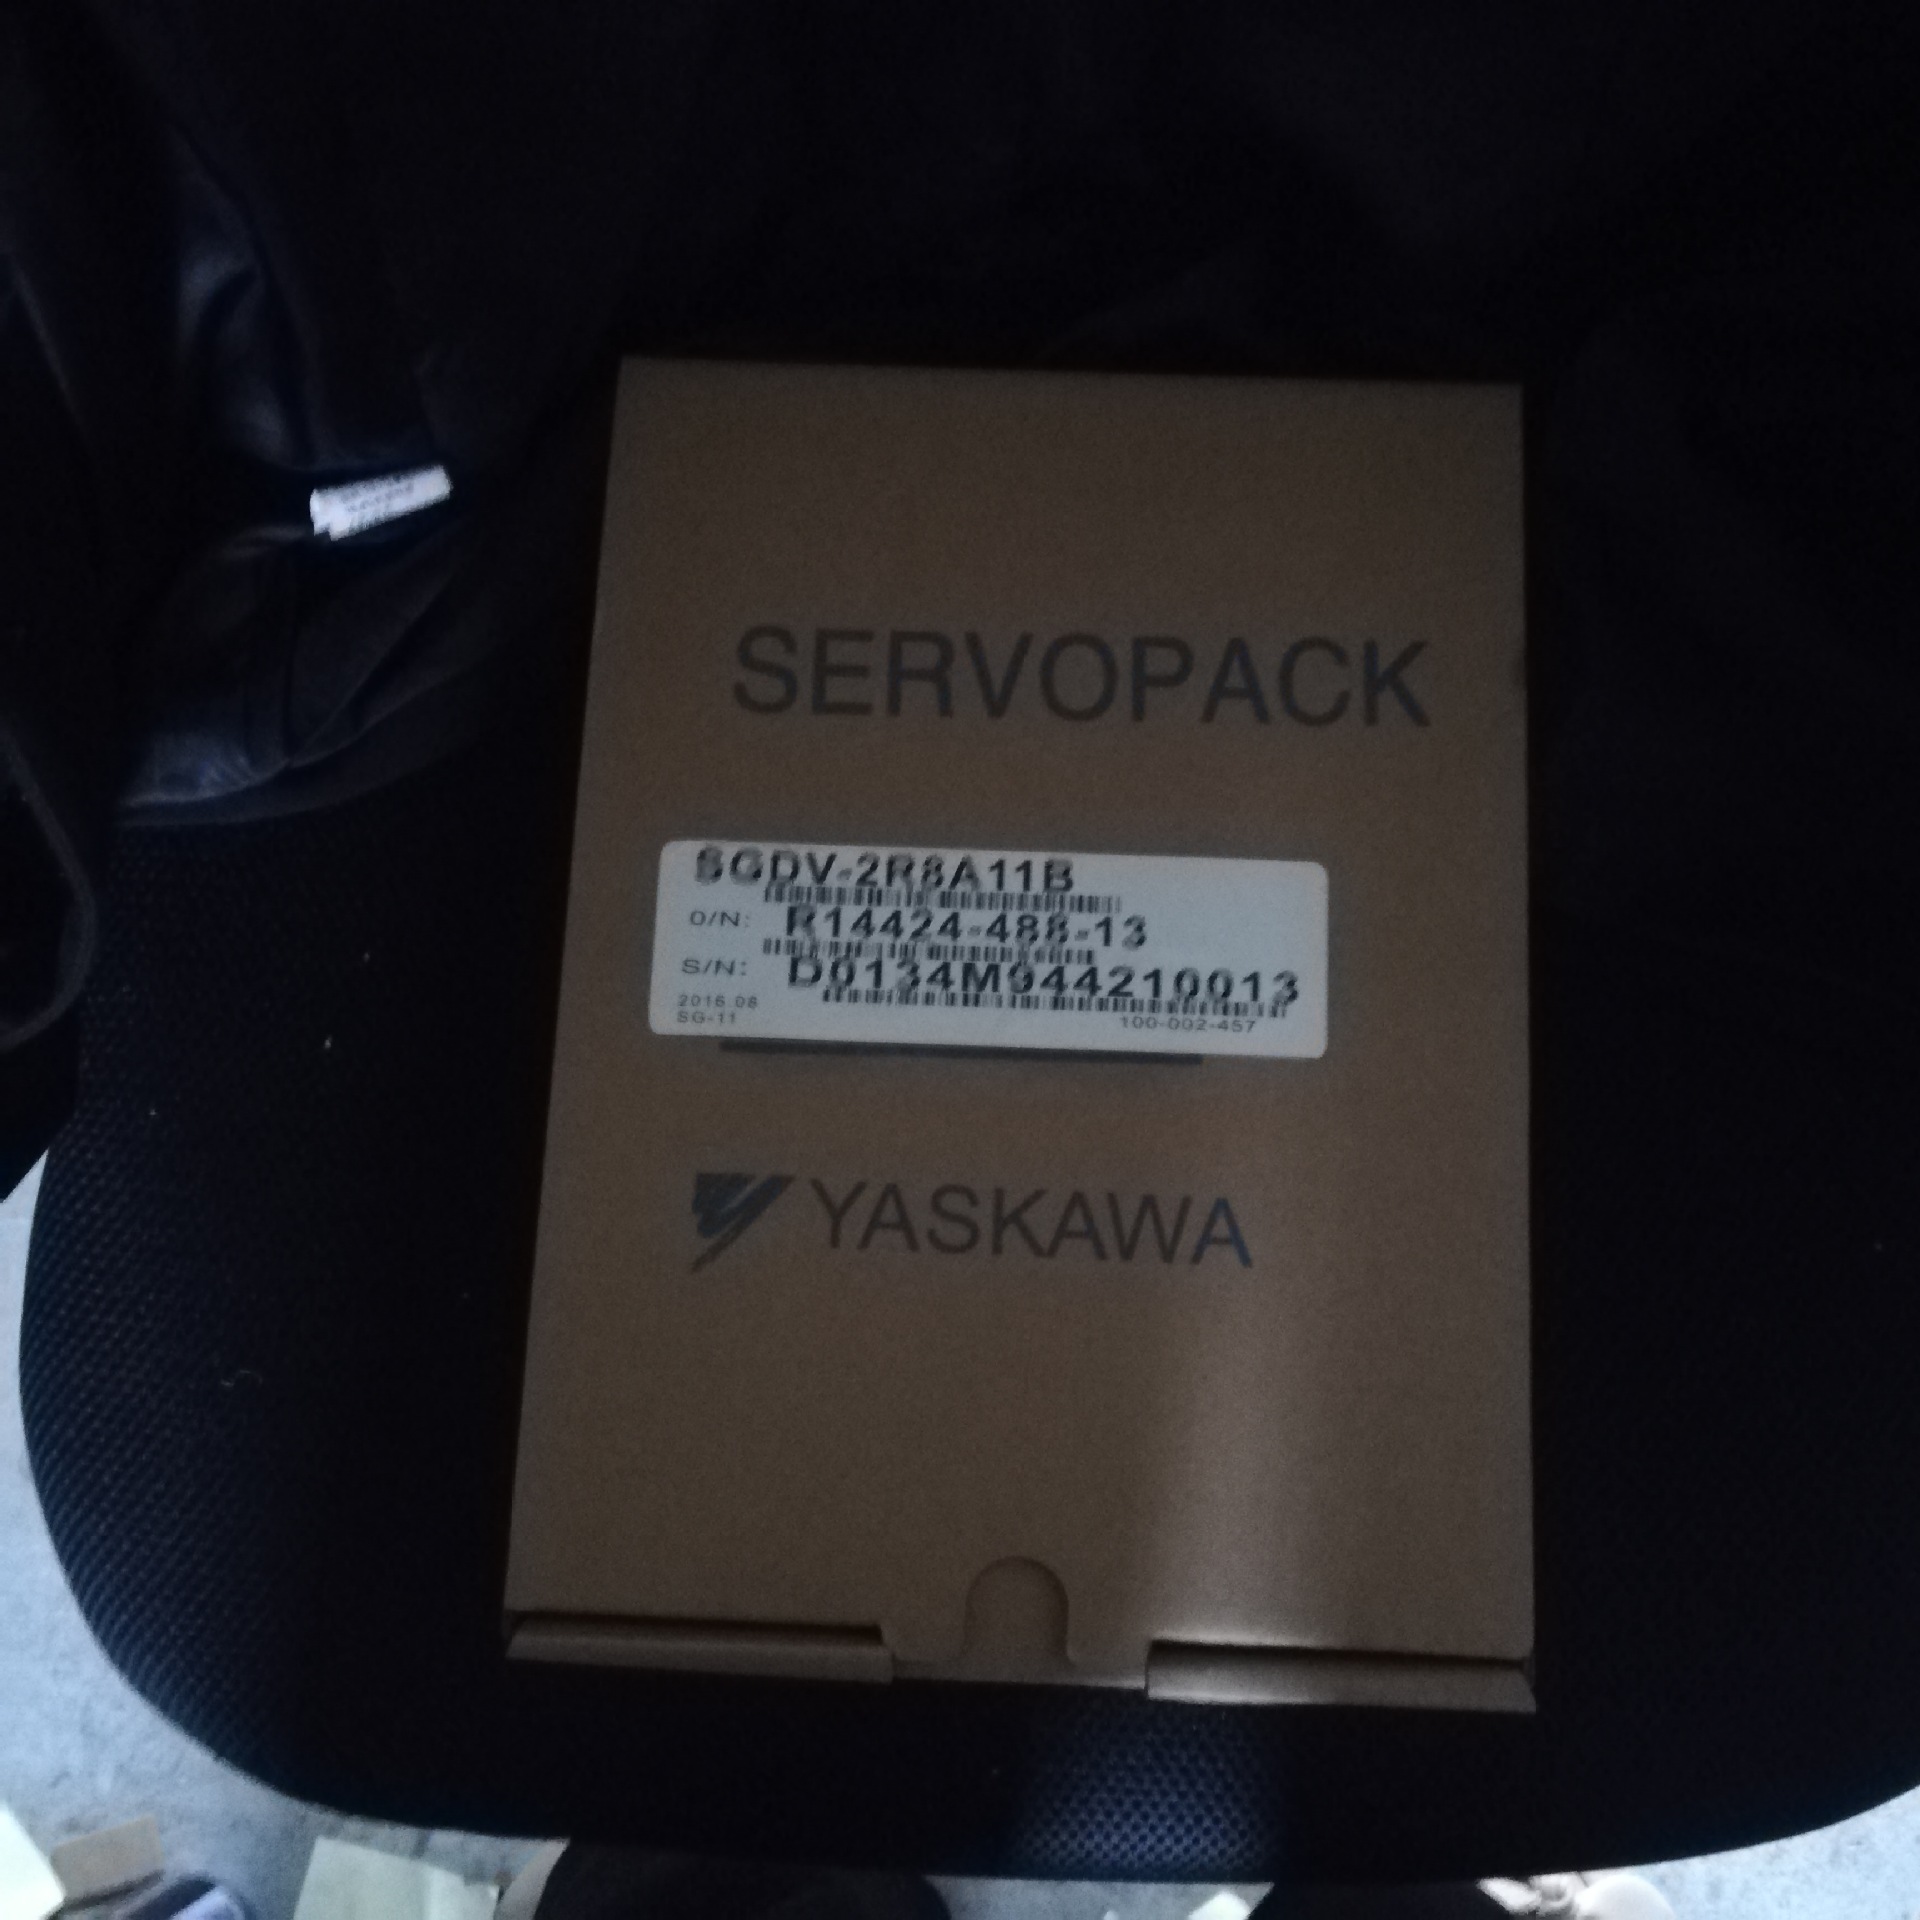 SERVOPACK
SGDV-2R8A11B
O/N: R14424-488-13
S/N: D0134M944210013
2016.08
SG-11 100-002-457
YASKAWA